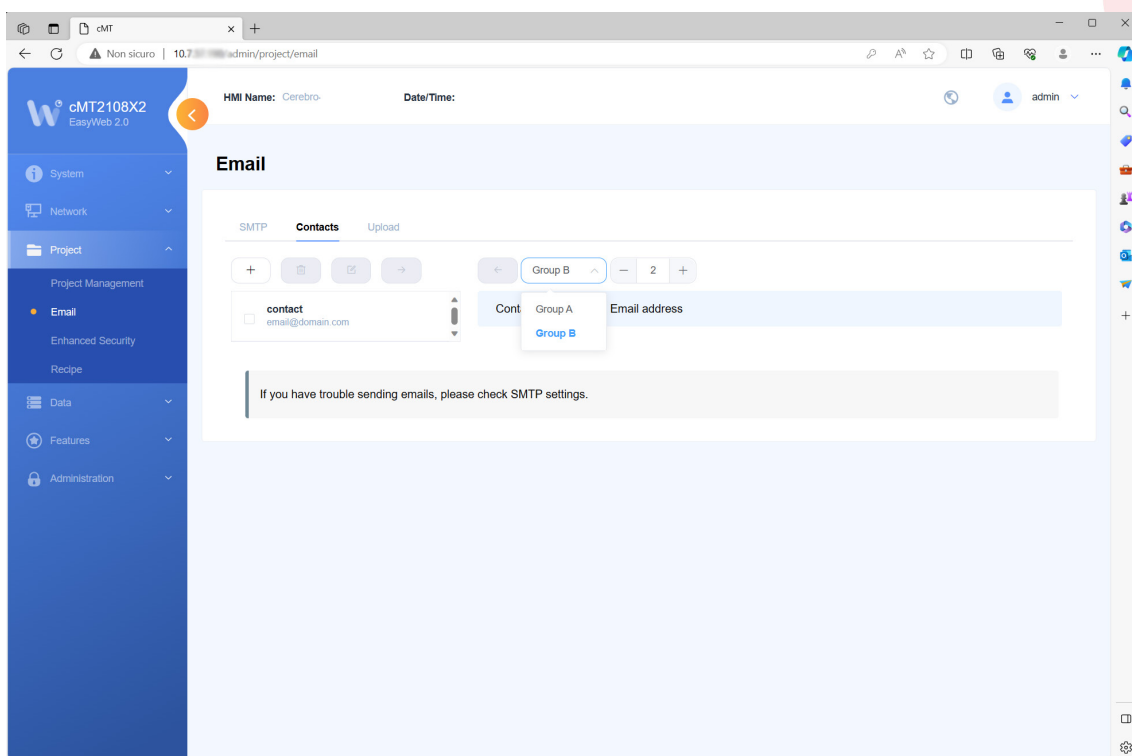 cMT
Non sicuro | 10.7 admin/project/email
cMT2108X2
EasyWeb 2.0
HMI Name: Cerebro-
Date/Time:
admin
System
Network
Project
Project Management
Email
Enhanced Security
Recipe
Data
Features
Administration
Email
SMTP Contacts Upload
Group B 2
contact
email@domain.com
Cont Email address
Group A
Group B
If you have trouble sending emails, please check SMTP settings.